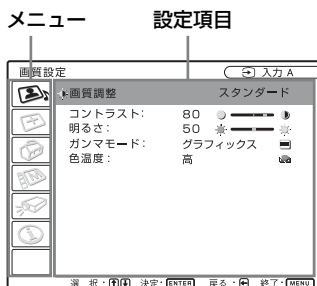 メニュー 設定項目
画質設定 入力 A
画質調整 スタンダード
コントラスト: 80
明るさ: 50
ガンマモード: グラフィックス
色温度: 高
選 択: 決定: ENTER 戻る: 終了: MENU